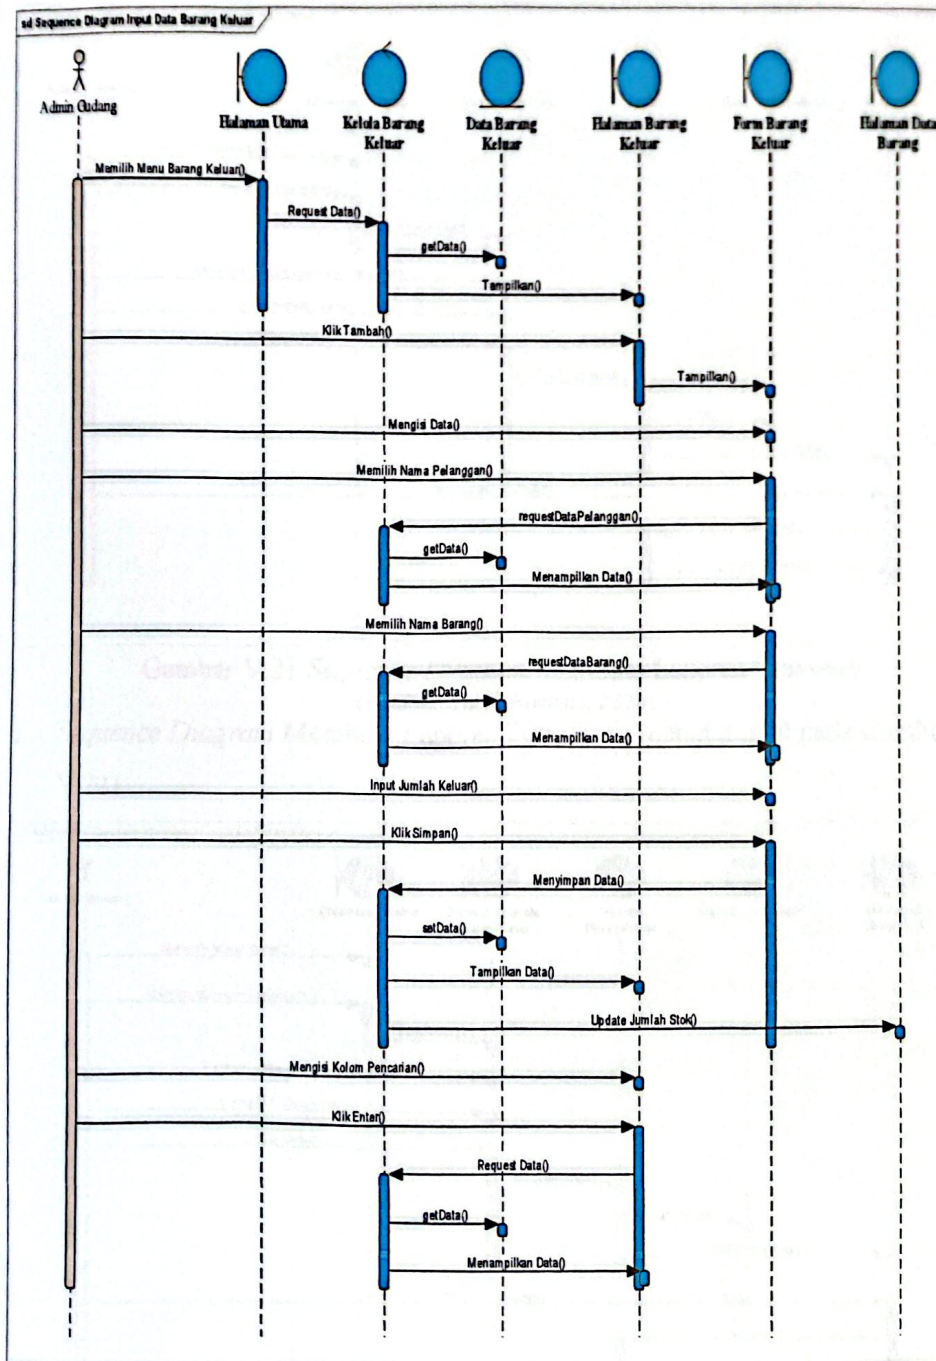 sd Sequence Diagram Input Data Barang Keluar
Admin Gudang
Halaman Utama
Kelola Barang
Keluar
Data Barang
Keluar
Halaman Barang
Keluar
Form Barang
Keluar
Halaman Data
Barang
Memilih Menu Barang Keluar()
Request Data()
getData()
Tampilkan()
Klik Tambah()
Tampilkan()
Mengisi Data()
Memilih Nama Pelanggan()
requestDataPelanggan()
getData()
Menampilkan Data()
Memilih Nama Barang()
requestDataBarang()
getData()
Menampilkan Data()
Input Jumlah Keluar()
Klik Simpan()
Menyimpan Data()
setData()
Tampilkan Data()
Update Jumlah Stok()
Mengisi Kolom Pencarian()
Klik Enter()
Request Data()
getData()
Menampilkan Data()